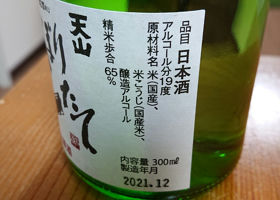 品目 日本酒
アルコール分19度
原材料名 米(国産)、
米こうじ(国産米)、
醸造アルコール
精米歩合 65%
天山
ぼり
たて
内容量 300ml
製造年月
2021.12